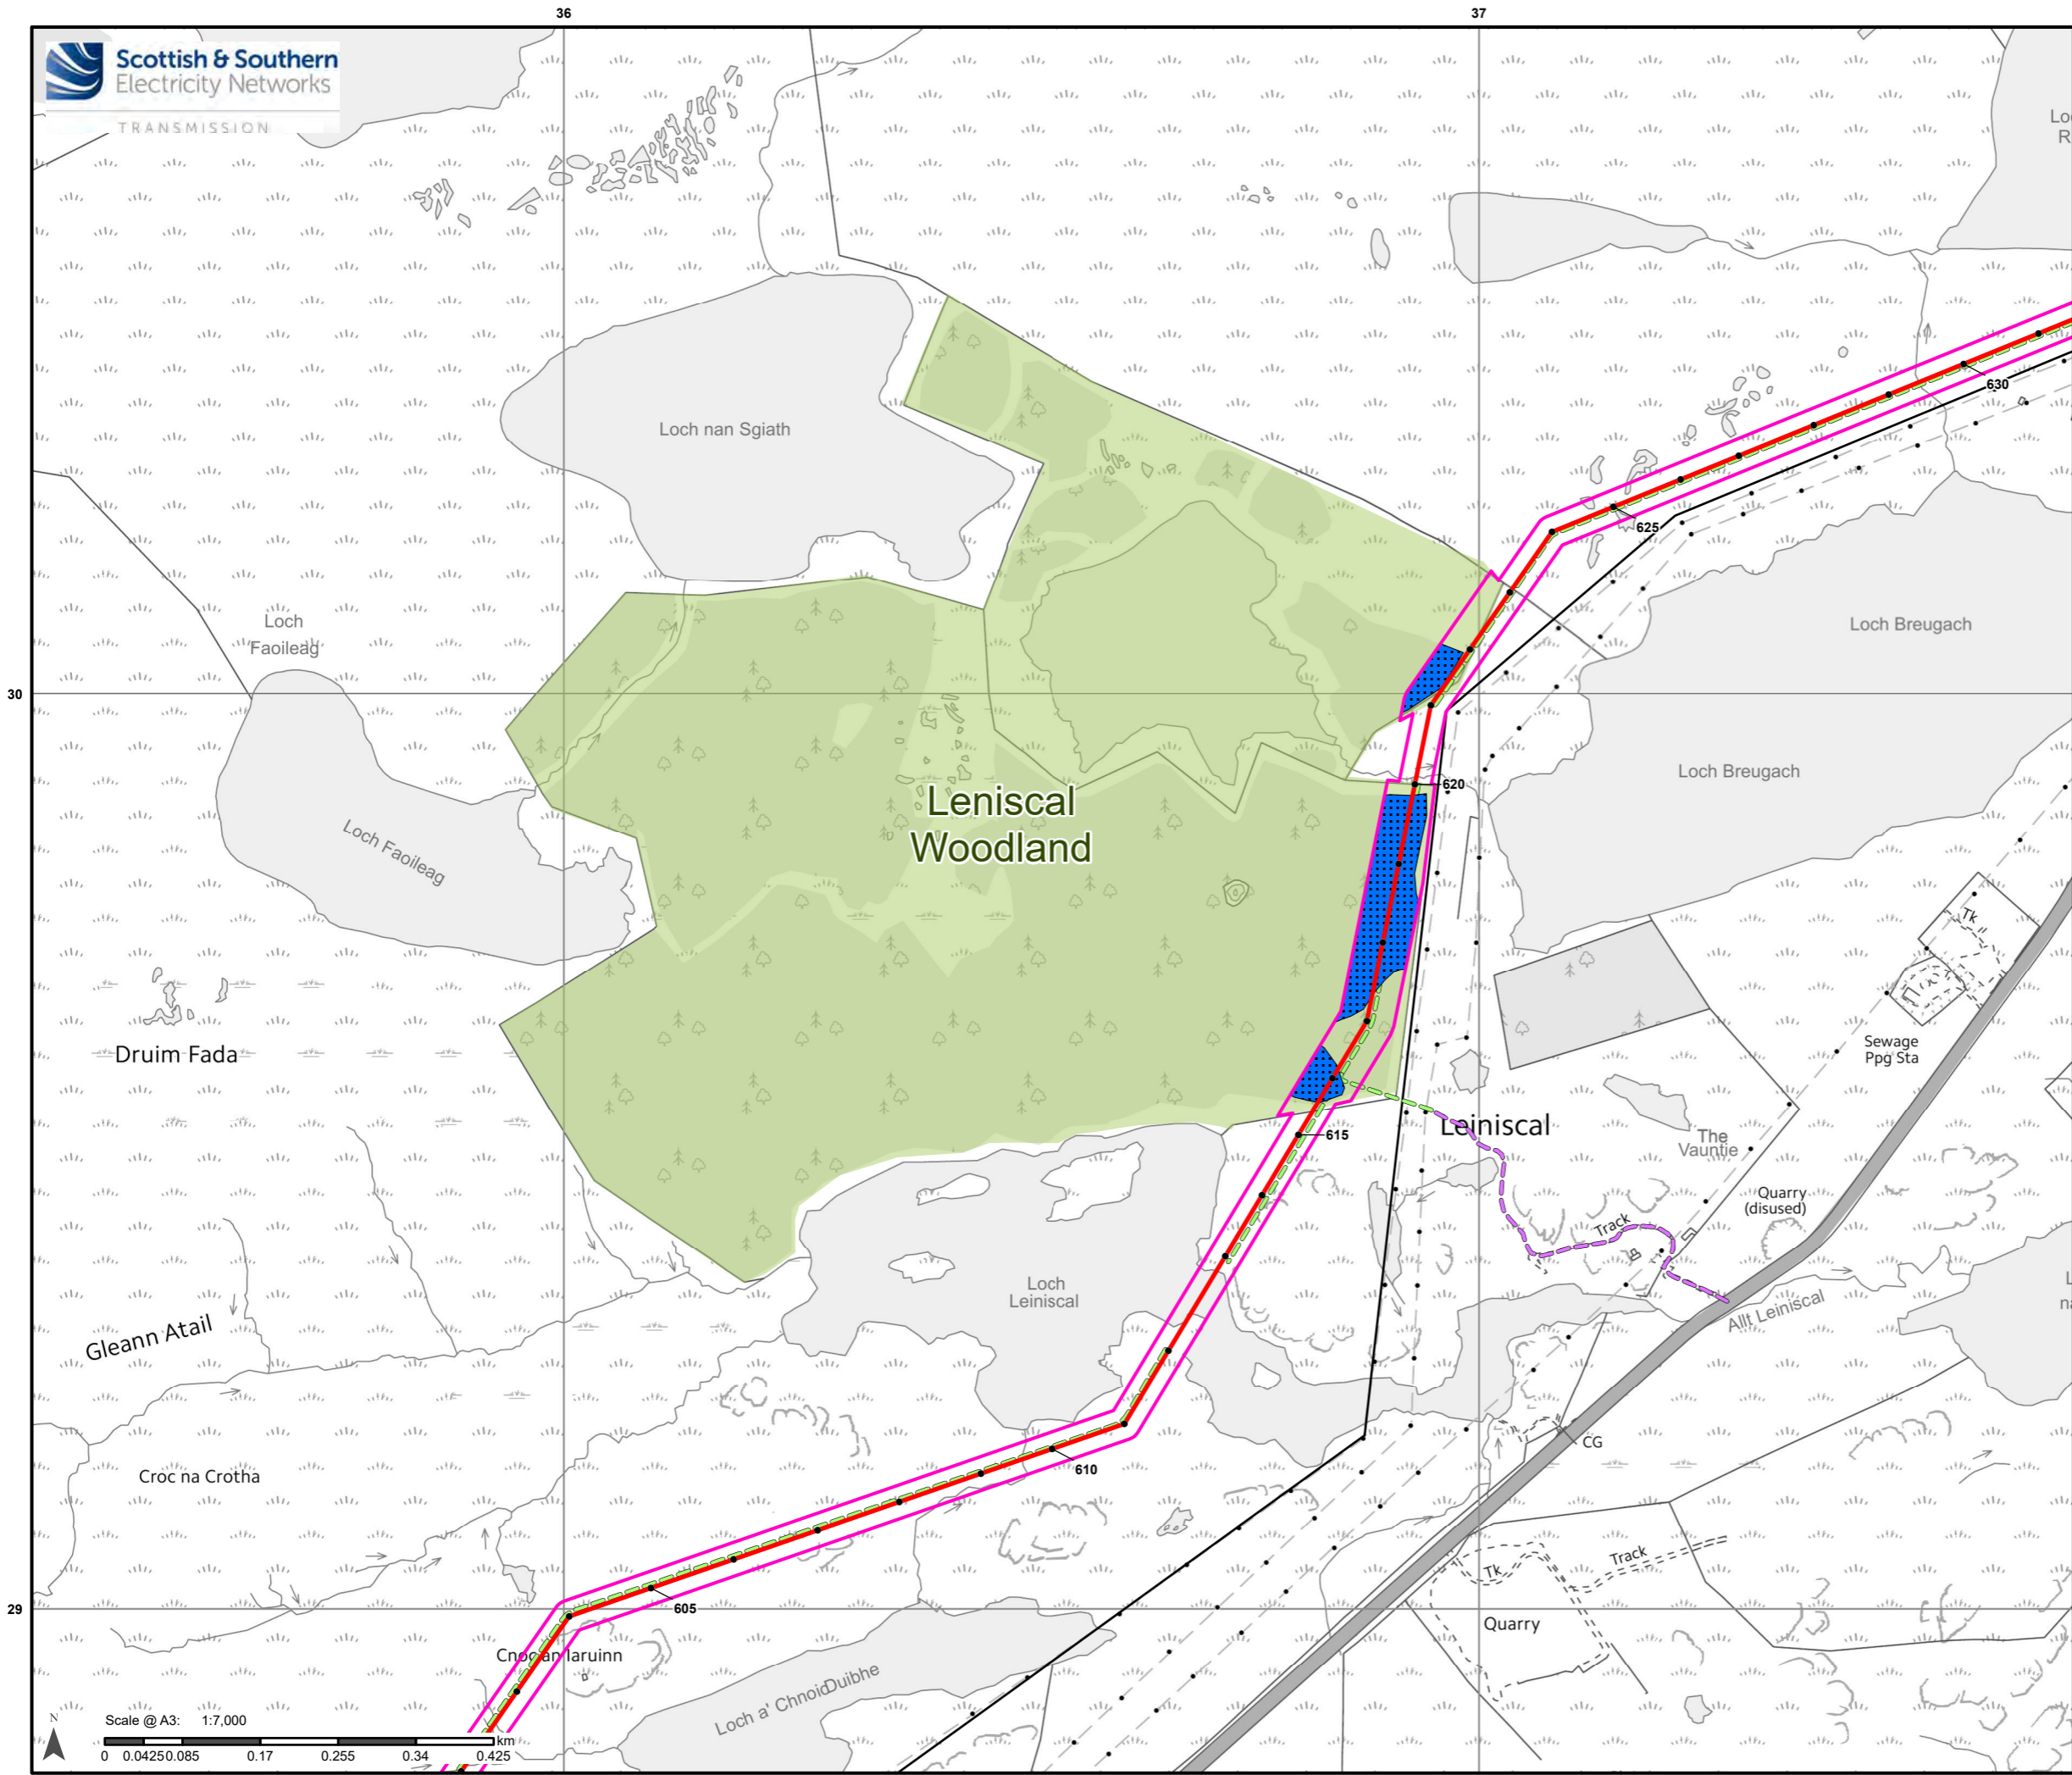 36
37
Scottish & Southern
Electricity Networks
TRANSMISSION
Loch nan Sgiath
630
625
Loch
Faoileag
Loch Breugach
30
Loch Breugach
620
Leniscal
Woodland
Loch Faoileag
Tk
Druim Fada
Sewage
Ppg Sta
Leiniscal
615
The
Vauntie
Quarry
(disused)
Track
Loch
Leiniscal
Allt Leiniscal
Gleann Atail
CG
610
Croc na Crotha
Track
Tk
29
605
Quarry
Cnoc an Iaruinn
Loch a' Chnoid Duibhe
N
Scale @ A3: 1:7,000
km
0 0.0425 0.085 0.17 0.255 0.34 0.425